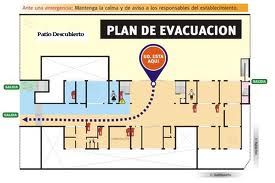 Ante una emergencia: Mantenga la calma y de aviso a los responsables del establecimiento.
Patio Descubierto
PLAN DE EVACUACION
UD. ESTA
AQUI
SALIDA
SALIDA
SALIDA